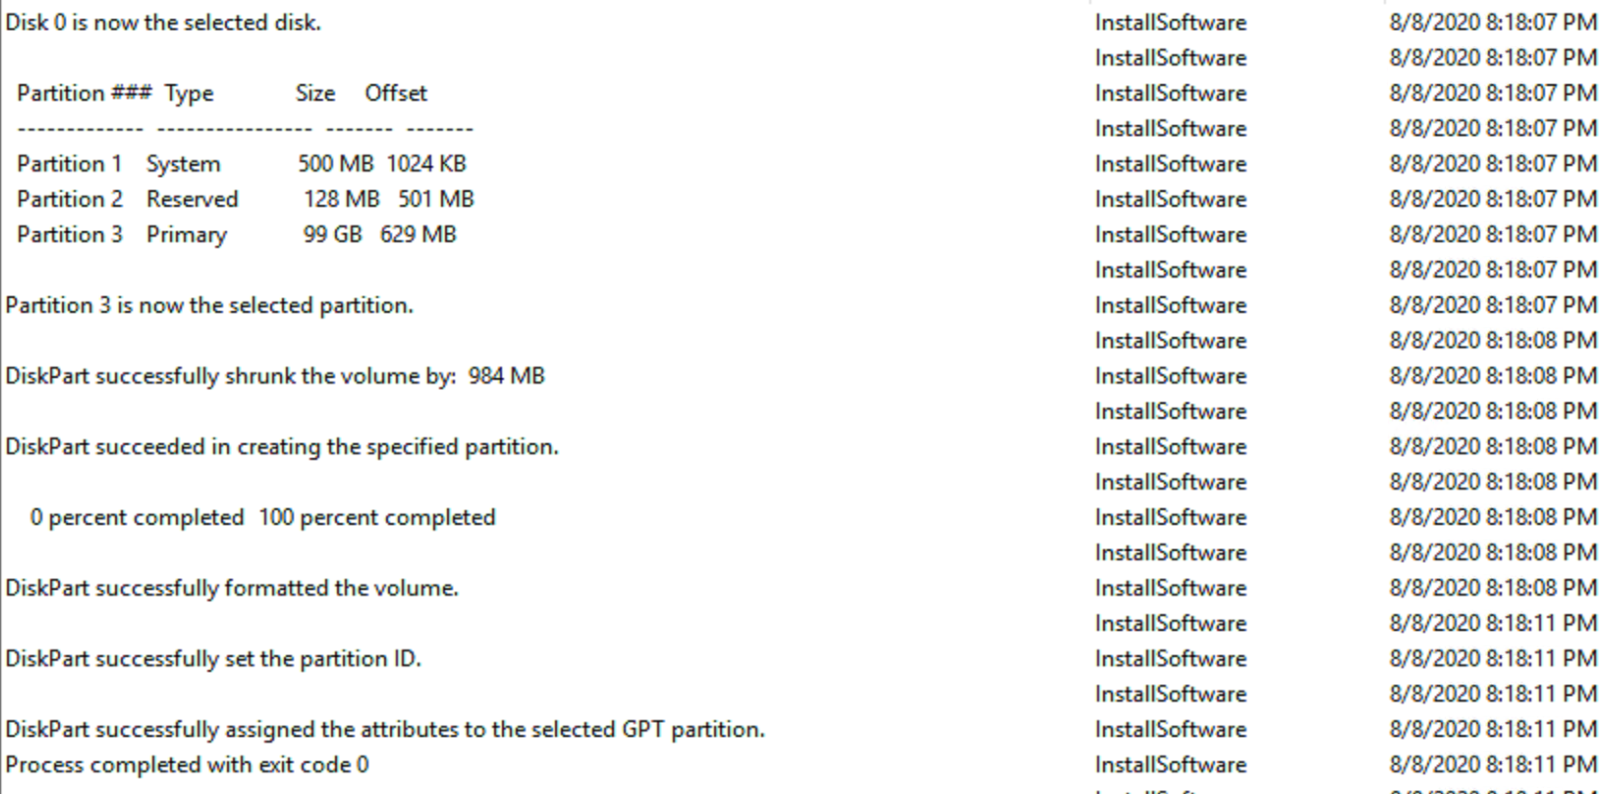 Disk 0 is now the selected disk. InstallSoftware 8/8/2020 8:18:07 PM
InstallSoftware 8/8/2020 8:18:07 PM
Partition ### Type Size Offset InstallSoftware 8/8/2020 8:18:07 PM
------------- ---------------- ------- ------- InstallSoftware 8/8/2020 8:18:07 PM
Partition 1 System 500 MB 1024 KB InstallSoftware 8/8/2020 8:18:07 PM
Partition 2 Reserved 128 MB 501 MB InstallSoftware 8/8/2020 8:18:07 PM
Partition 3 Primary 99 GB 629 MB InstallSoftware 8/8/2020 8:18:07 PM
InstallSoftware 8/8/2020 8:18:07 PM
Partition 3 is now the selected partition. InstallSoftware 8/8/2020 8:18:07 PM
InstallSoftware 8/8/2020 8:18:08 PM
DiskPart successfully shrunk the volume by: 984 MB InstallSoftware 8/8/2020 8:18:08 PM
InstallSoftware 8/8/2020 8:18:08 PM
DiskPart succeeded in creating the specified partition. InstallSoftware 8/8/2020 8:18:08 PM
InstallSoftware 8/8/2020 8:18:08 PM
0 percent completed 100 percent completed InstallSoftware 8/8/2020 8:18:08 PM
InstallSoftware 8/8/2020 8:18:08 PM
DiskPart successfully formatted the volume. InstallSoftware 8/8/2020 8:18:08 PM
InstallSoftware 8/8/2020 8:18:11 PM
DiskPart successfully set the partition ID. InstallSoftware 8/8/2020 8:18:11 PM
InstallSoftware 8/8/2020 8:18:11 PM
DiskPart successfully assigned the attributes to the selected GPT partition. InstallSoftware 8/8/2020 8:18:11 PM
Process completed with exit code 0 InstallSoftware 8/8/2020 8:18:11 PM